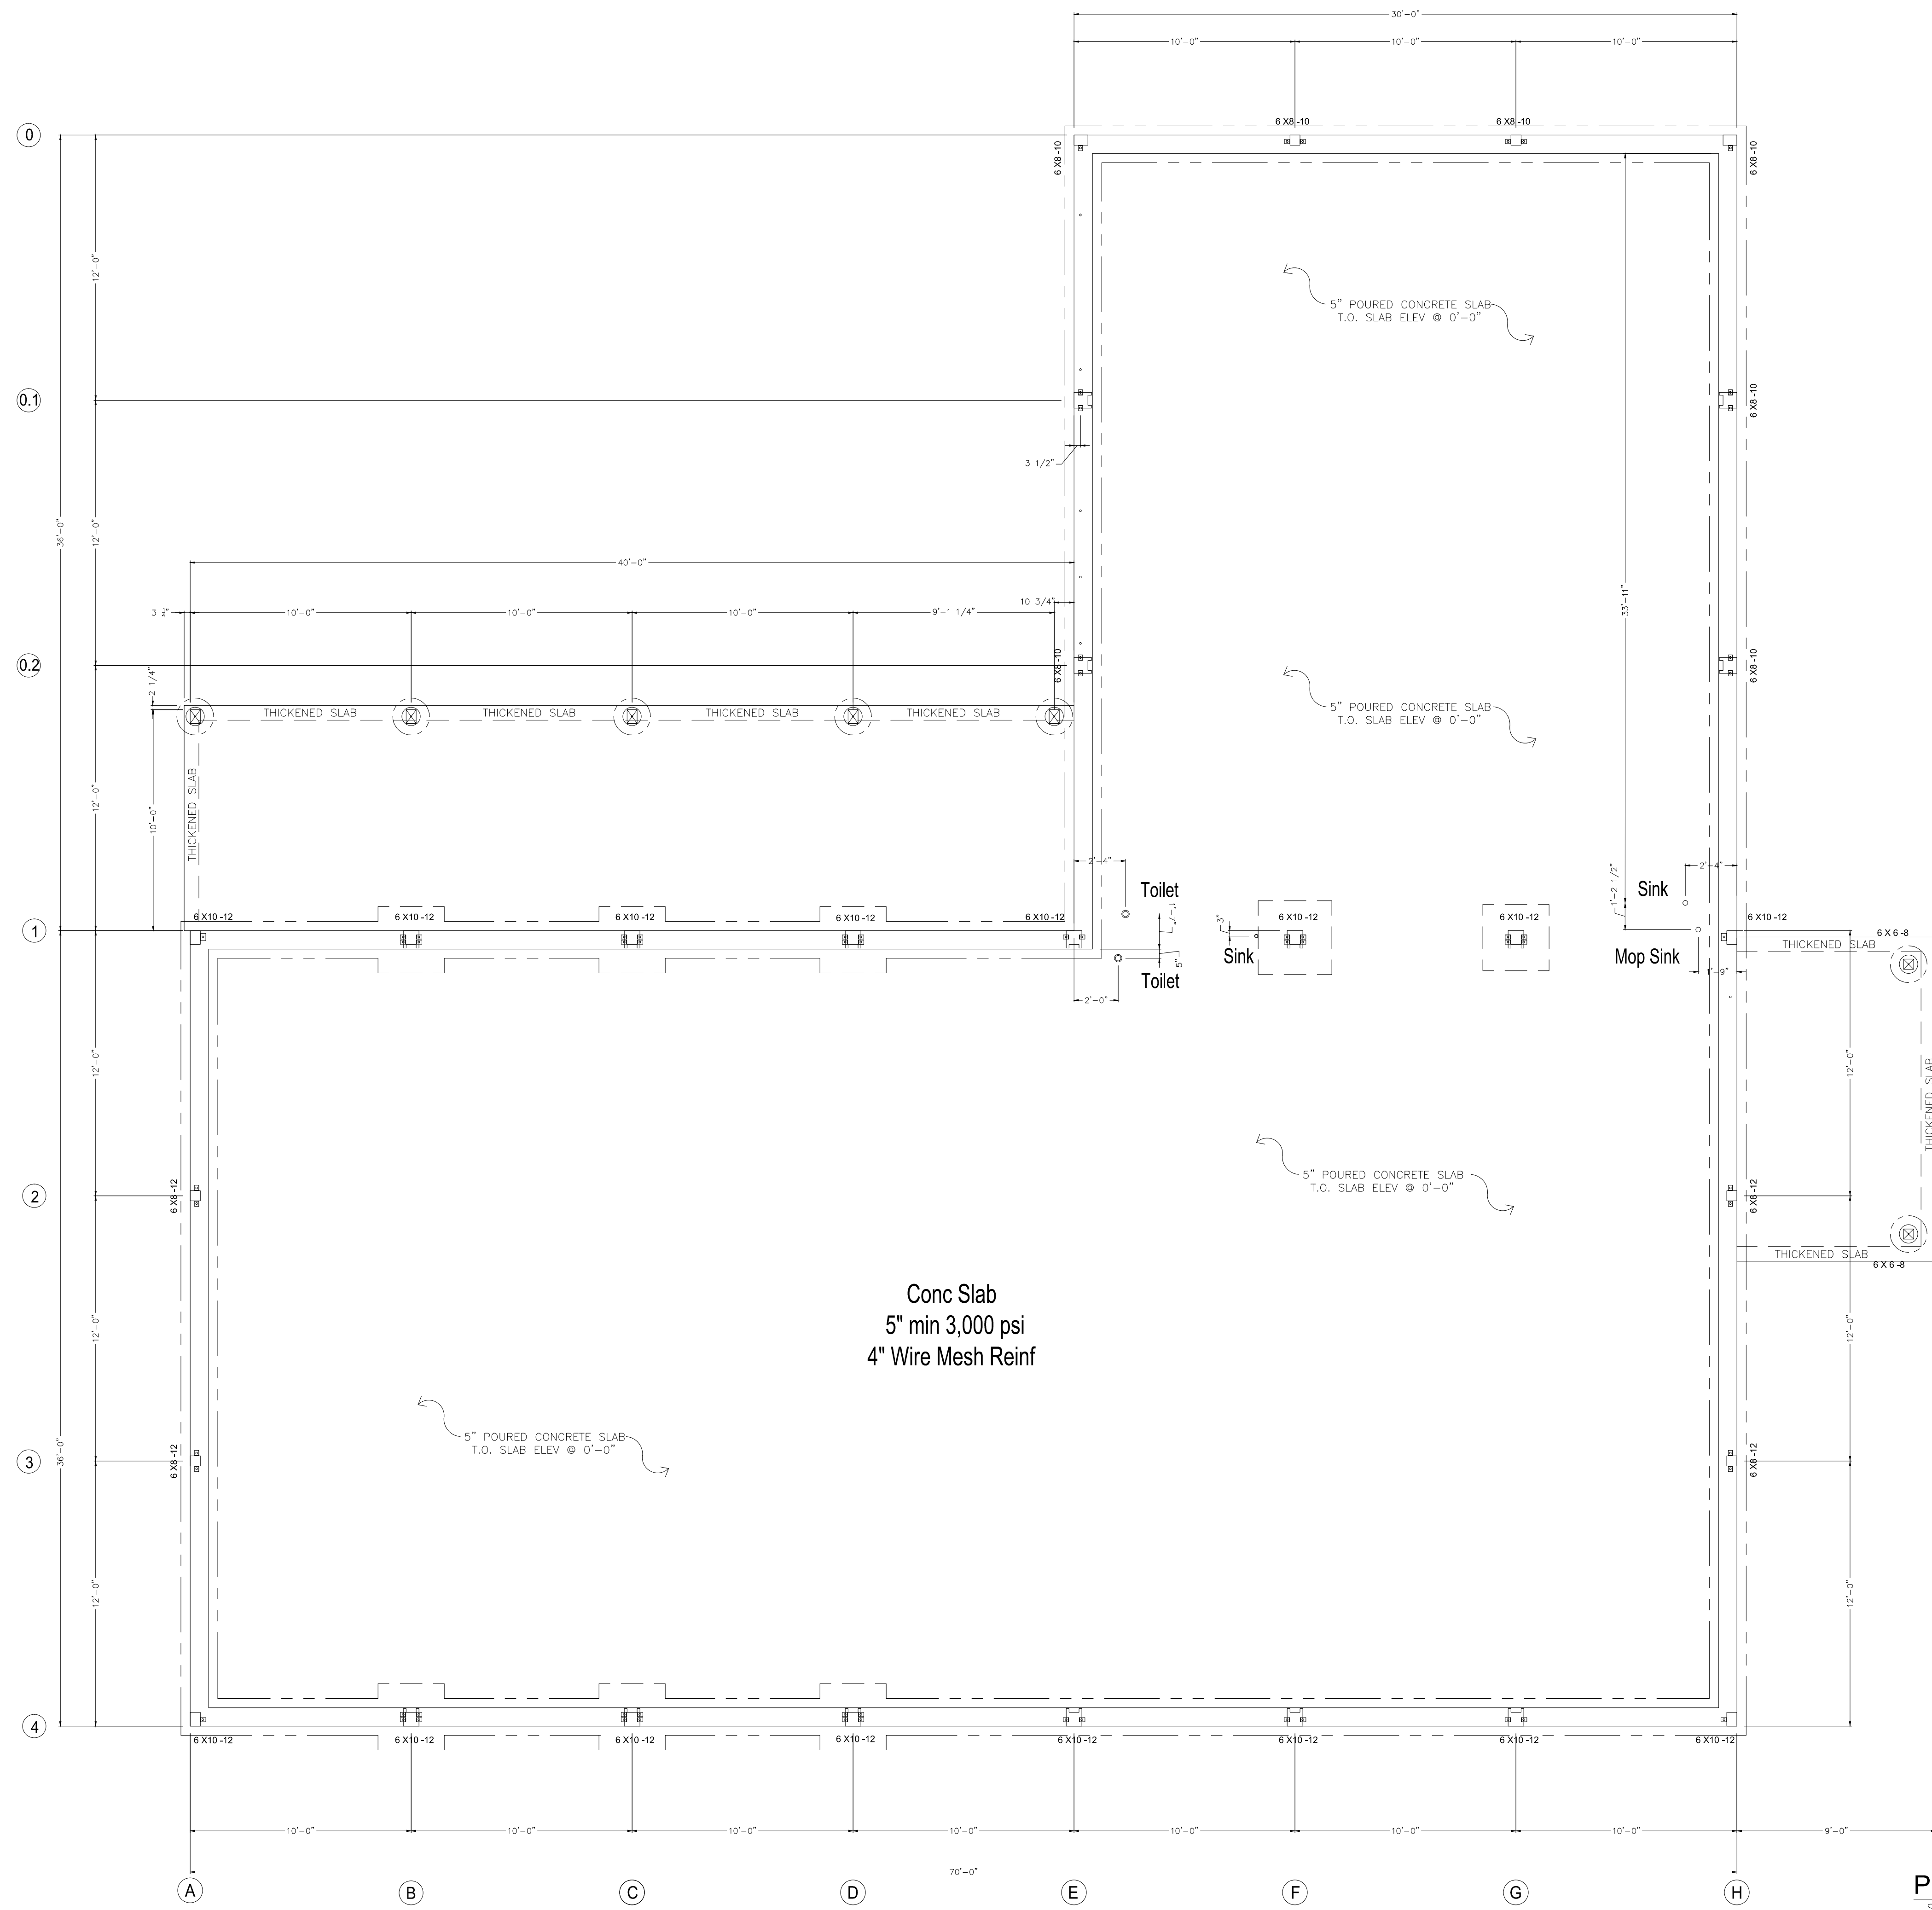 30'-0"
10'-0" 10'-0" 10'-0"
6 X8 -10 6 X8 -10
0
6 X8 -10 6 X8 -10
12'-0"
5" POURED CONCRETE SLAB
T.O. SLAB ELEV @ 0'-0"
0.1
6 X8 -10
3 1/2"
36'-0"
12'-0"
40'-0"
10 3/4"
3 1/4" 10'-0" 10'-0" 10'-0" 9'-1 1/4"
33'-11"
0.2
6 X8 -10 6 X8 -10
2 1/4"
THICKENED SLAB THICKENED SLAB THICKENED SLAB THICKENED SLAB
5" POURED CONCRETE SLAB
T.O. SLAB ELEV @ 0'-0"
12'-0"
10'-0"
THICKENED SLAB
2'-4" 2'-4"
Toilet Sink
1'-2 1/2"
1'-7"
3"
1
6 X10 -12 6 X10 -12 6 X10 -12 6 X10 -12 6 X10 -12 6 X10 -12 6 X10 -12 6 X10 -12
6 X 6 -8
THICKENED SLAB
Sink Mop Sink
5"
Toilet
1'-9"
2'-0"
12'-0" 12'-0"
THICKENED SLAB
5" POURED CONCRETE SLAB
T.O. SLAB ELEV @ 0'-0"
2
6 X8 -12 6 X8 -12
THICKENED SLAB
6 X 6 -8
Conc Slab
5" min 3,000 psi
4" Wire Mesh Reinf
12'-0" 12'-0"
36'-0"
5" POURED CONCRETE SLAB
T.O. SLAB ELEV @ 0'-0"
3
6 X8 -12 6 X8 -12
12'-0" 12'-0"
4
6 X10 -12 6 X10 -12 6 X10 -12 6 X10 -12 6 X10 -12 6 X10 -12 6 X10 -12 6 X10 -12
10'-0" 10'-0" 10'-0" 10'-0" 10'-0" 10'-0" 10'-0" 9'-0"
70'-0"
A B C D E F G H
P